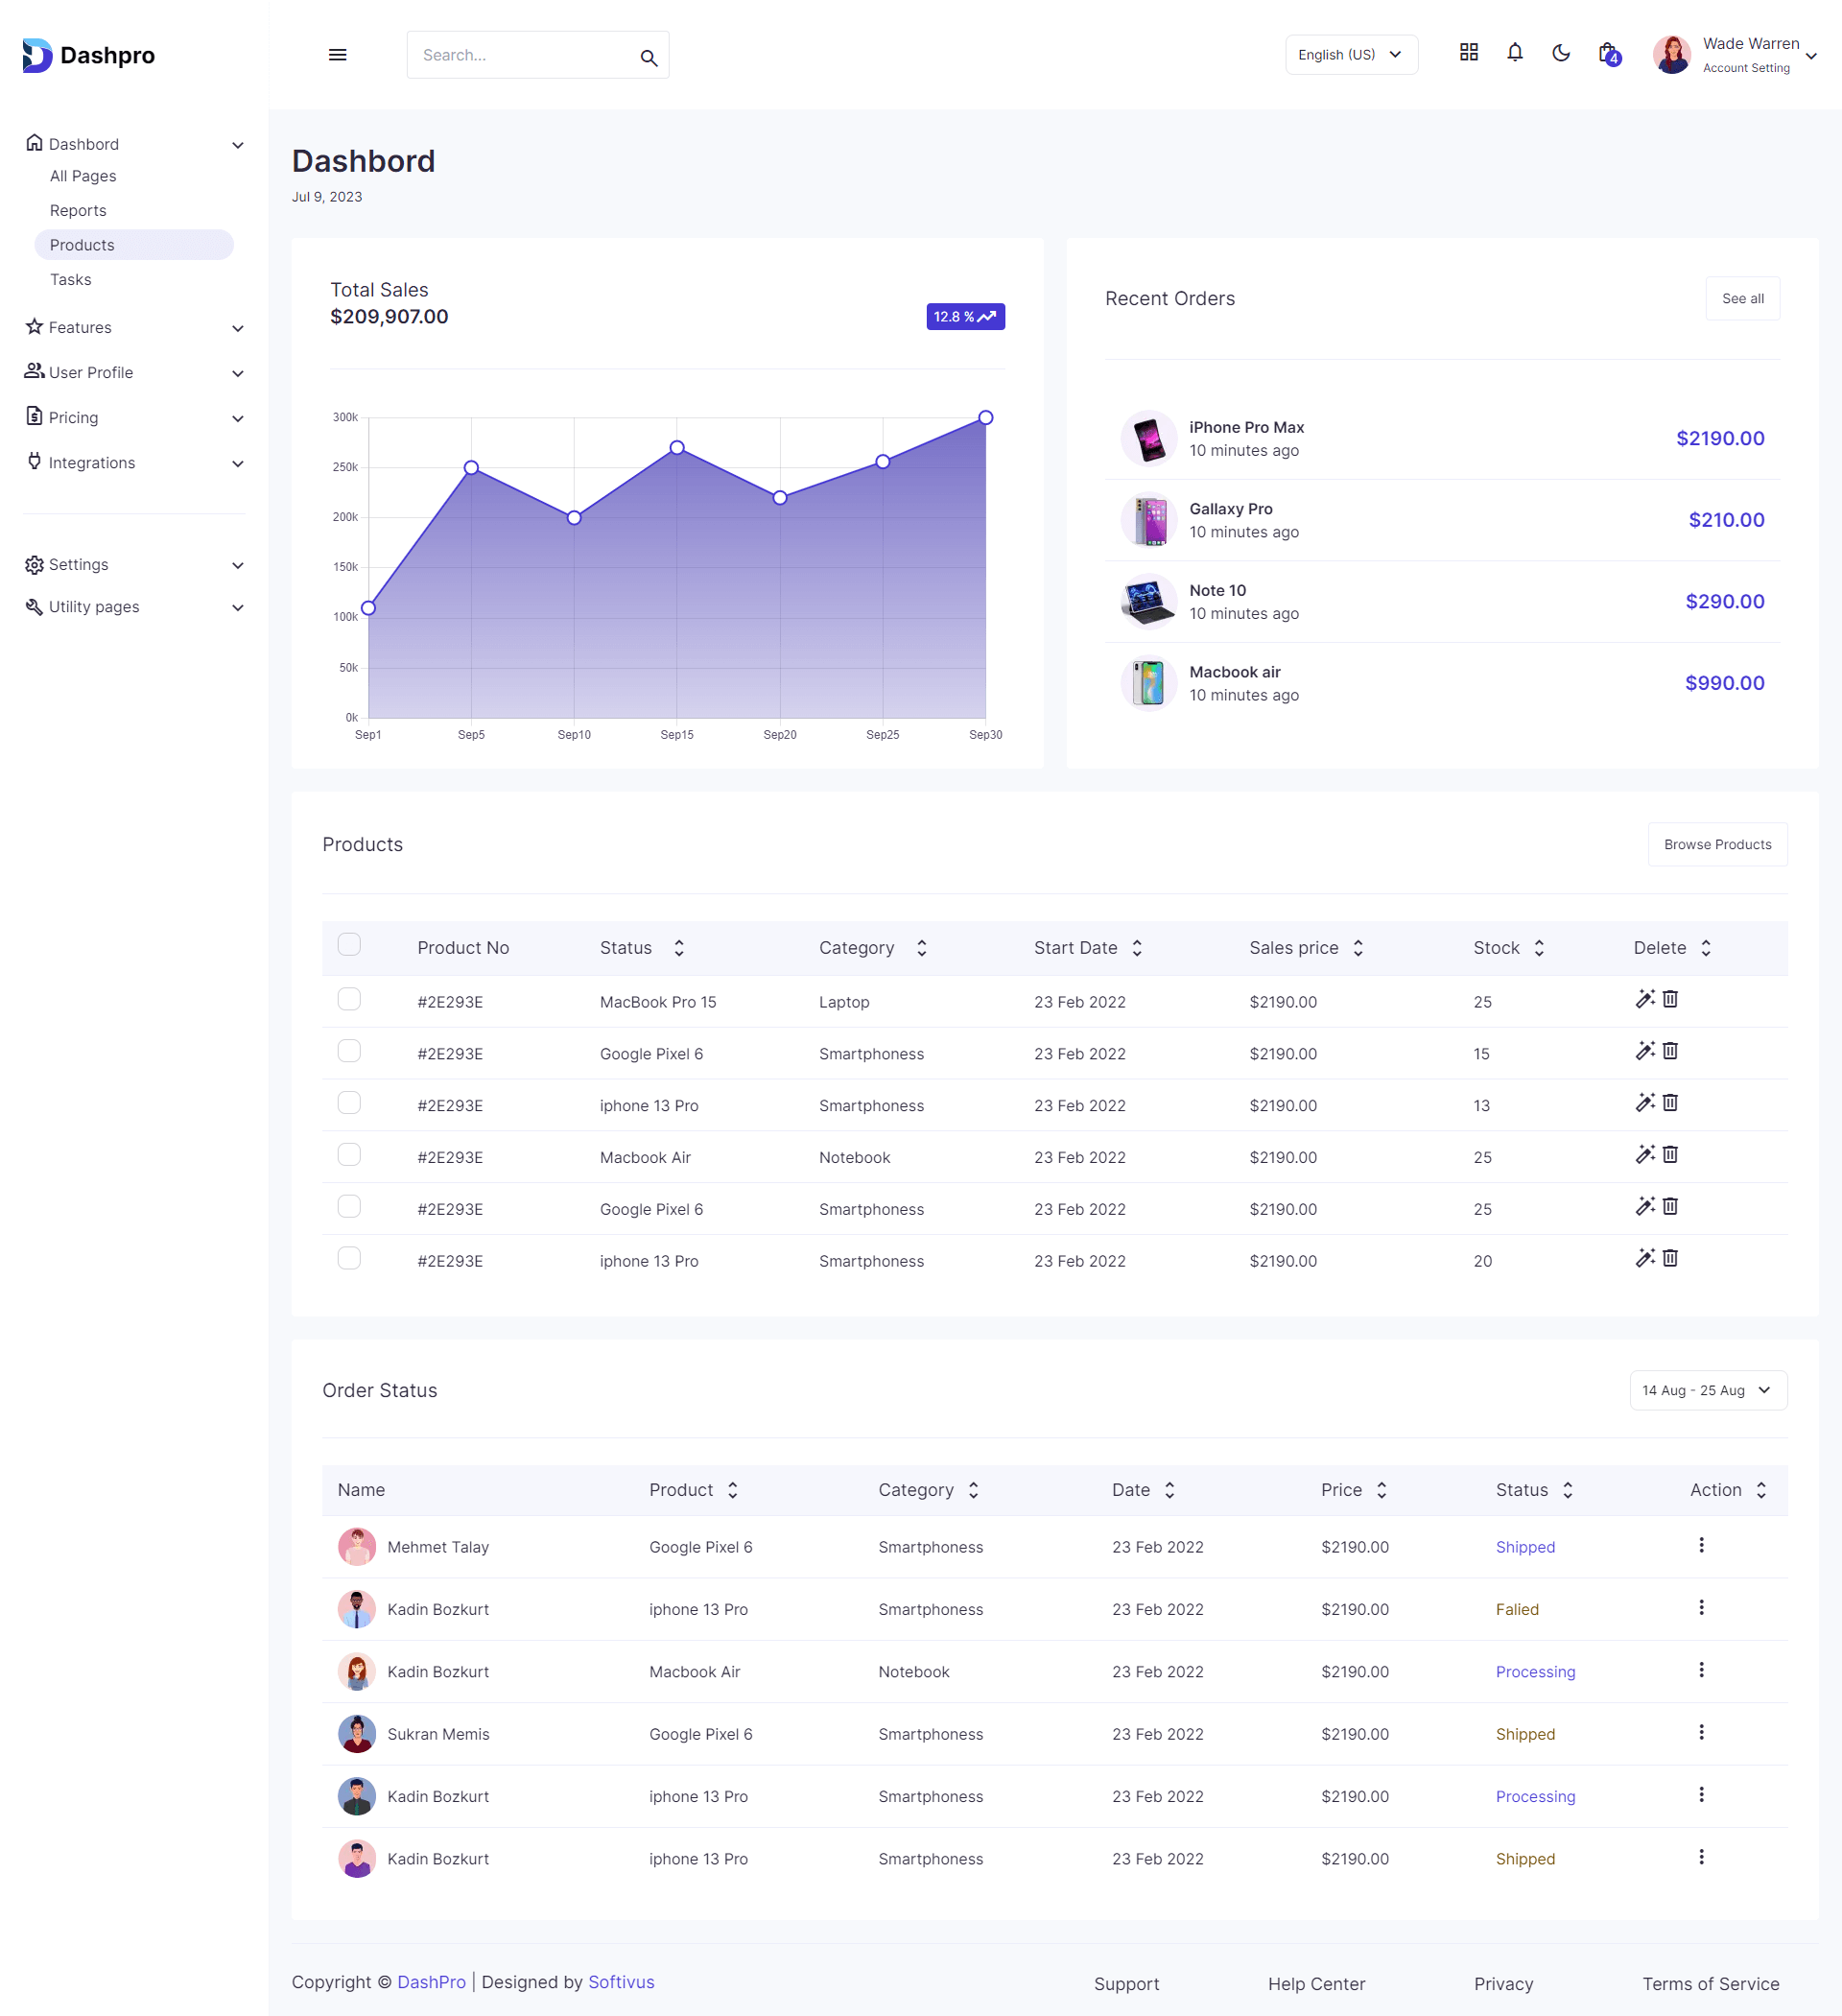 Dashpro
Search...
English (US)
4
Wade Warren
Account Setting
Dashbord
All Pages
Reports
Products
Tasks
Features
User Profile
Pricing
Integrations
Settings
Utility pages
Dashbord
Jul 9, 2023
Total Sales
$209,907.00
12.8 %
300k
250k
200k
150k
100k
50k
0k
Sep1 Sep5 Sep10 Sep15 Sep20 Sep25 Sep30
Recent Orders
See all
iPhone Pro Max
10 minutes ago
$2190.00
Gallaxy Pro
10 minutes ago
$210.00
Note 10
10 minutes ago
$290.00
Macbook air
10 minutes ago
$990.00
Products
Browse Products
Product No Status Category Start Date Sales price Stock Delete
#2E293E MacBook Pro 15 Laptop 23 Feb 2022 $2190.00 25
#2E293E Google Pixel 6 Smartphoness 23 Feb 2022 $2190.00 15
#2E293E iphone 13 Pro Smartphoness 23 Feb 2022 $2190.00 13
#2E293E Macbook Air Notebook 23 Feb 2022 $2190.00 25
#2E293E Google Pixel 6 Smartphoness 23 Feb 2022 $2190.00 25
#2E293E iphone 13 Pro Smartphoness 23 Feb 2022 $2190.00 20
Order Status
14 Aug - 25 Aug
Name Product Category Date Price Status Action
Mehmet Talay Google Pixel 6 Smartphoness 23 Feb 2022 $2190.00 Shipped
Kadin Bozkurt iphone 13 Pro Smartphoness 23 Feb 2022 $2190.00 Falied
Kadin Bozkurt Macbook Air Notebook 23 Feb 2022 $2190.00 Processing
Sukran Memis Google Pixel 6 Smartphoness 23 Feb 2022 $2190.00 Shipped
Kadin Bozkurt iphone 13 Pro Smartphoness 23 Feb 2022 $2190.00 Processing
Kadin Bozkurt iphone 13 Pro Smartphoness 23 Feb 2022 $2190.00 Shipped
Copyright © DashPro | Designed by Softivus
Support Help Center Privacy Terms of Service